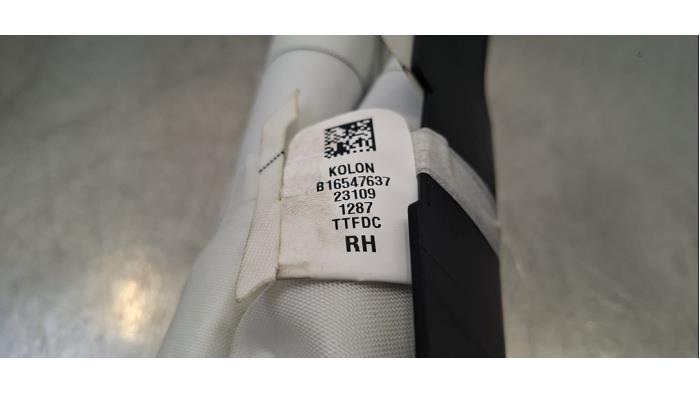 KOLON
B16547637
23109
1287
TTFDC
RH